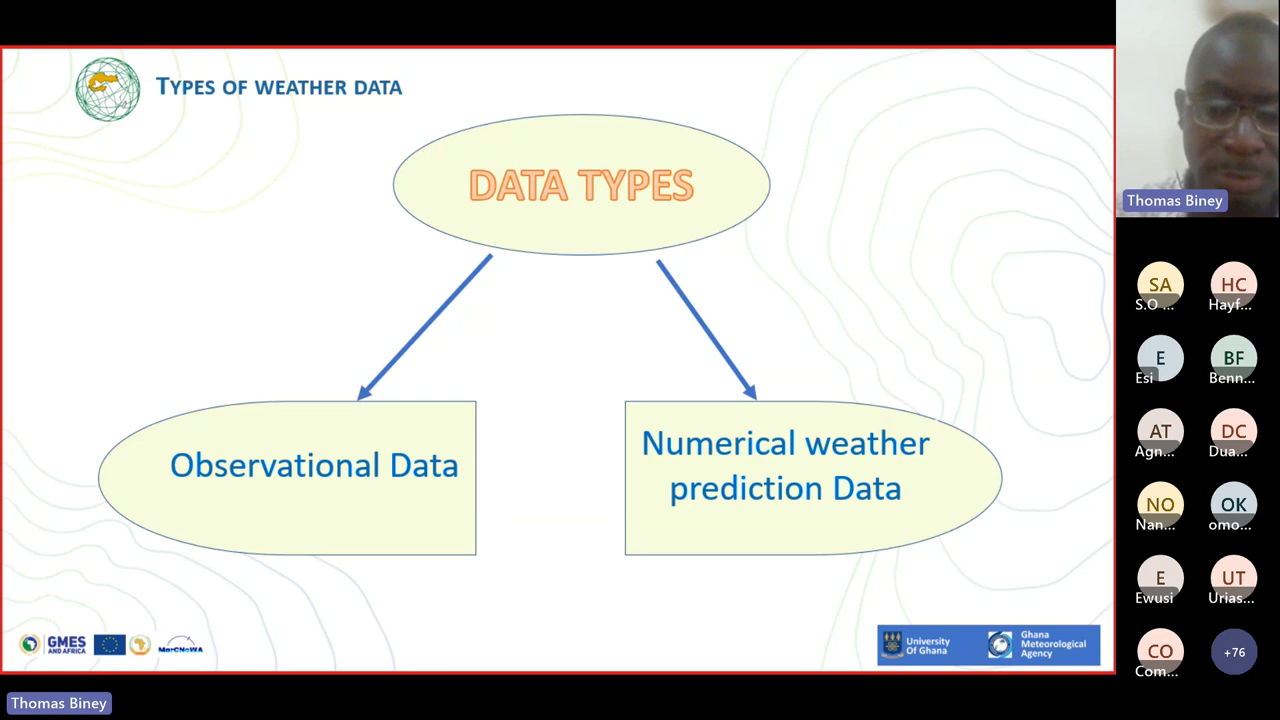 TYPES OF WEATHER DATA
DATA TYPES
Observational Data
Numerical weather
prediction Data
GMES
AND AFRICA
MarCNoWA
University
Of Ghana
Ghana
Meteorological
Agency
Thomas Biney
SA
S.O ...
HC
Hayf...
E
Esi
BF
Benn...
AT
Agn...
DC
Dua...
NO
Nan...
OK
omo...
E
Ewusi
UT
Urias...
CO
Com...
+76
Thomas Biney